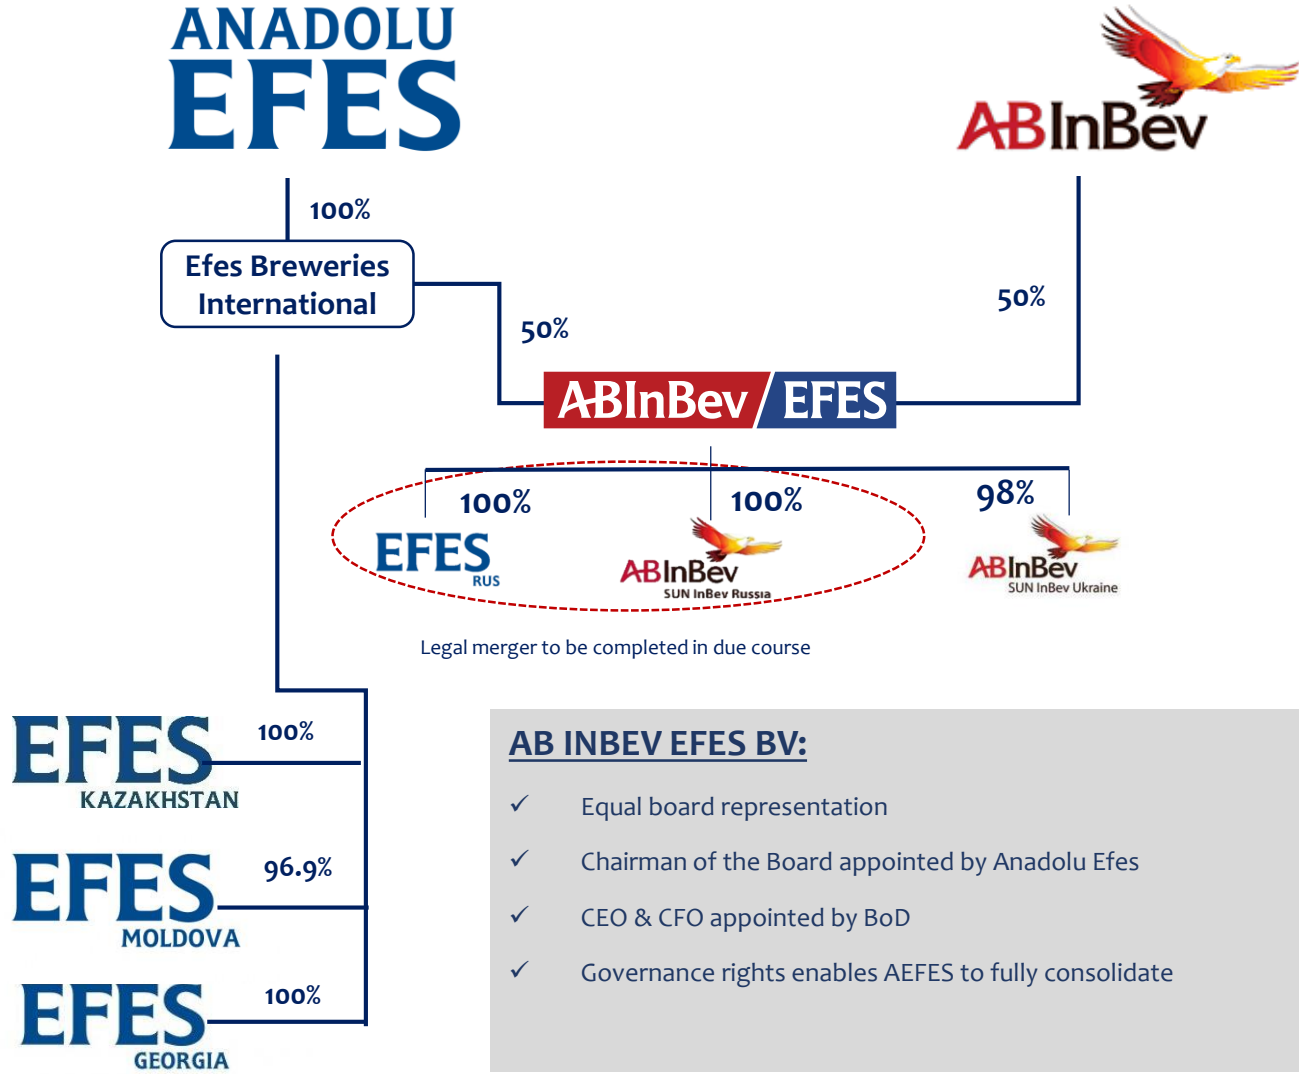 ANADOLU
EFES
ABInBev
100%
Efes Breweries
International
50%
50%
ABInBev / EFES
100%
100%
98%
EFES
RUS
ABInBev
SUN InBev Russia
ABInBev
SUN InBev Ukraine
Legal merger to be completed in due course
EFES
KAZAKHSTAN
100%
EFES
MOLDOVA
96.9%
EFES
GEORGIA
100%
AB INBEV EFES BV:
✓ Equal board representation
✓ Chairman of the Board appointed by Anadolu Efes
✓ CEO & CFO appointed by BoD
✓ Governance rights enables AEFES to fully consolidate